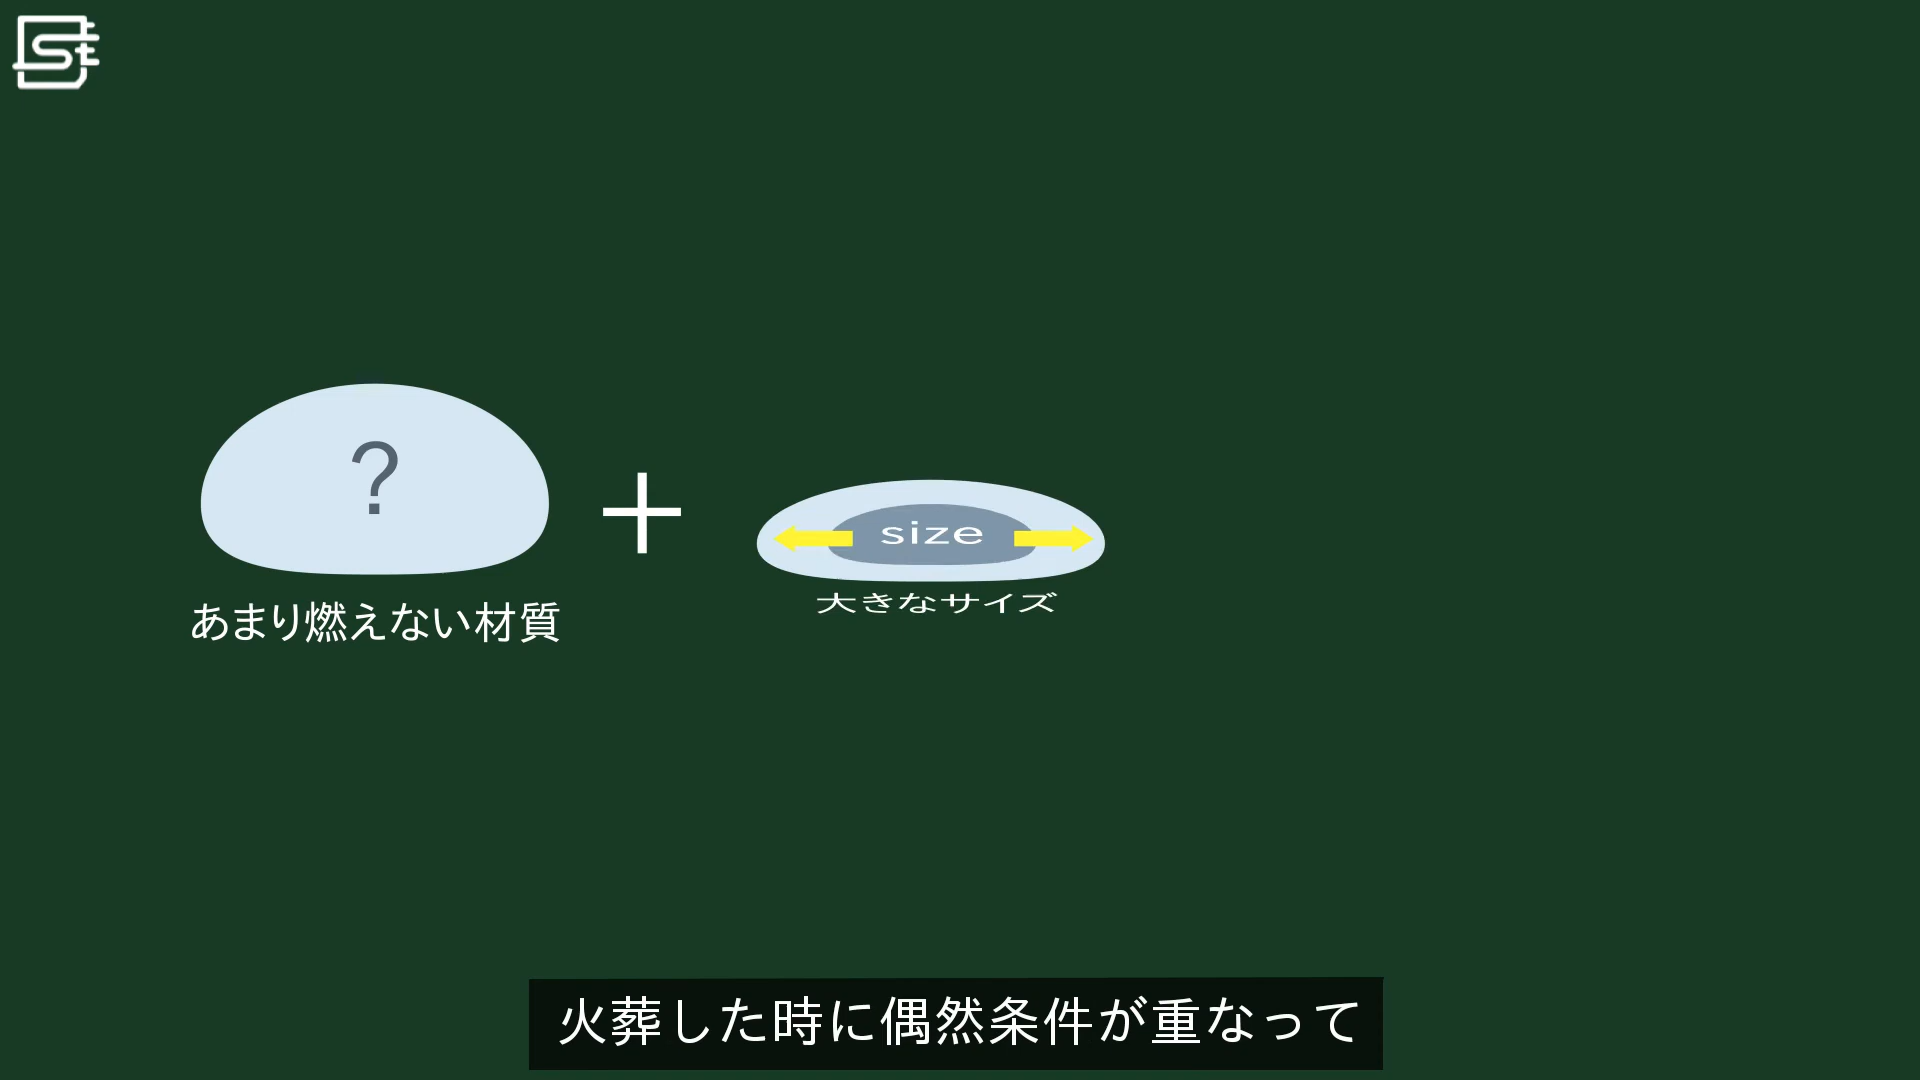 ?
あまり燃えない材質
+
size
大きなサイズ
火葬した時に偶然条件が重なって